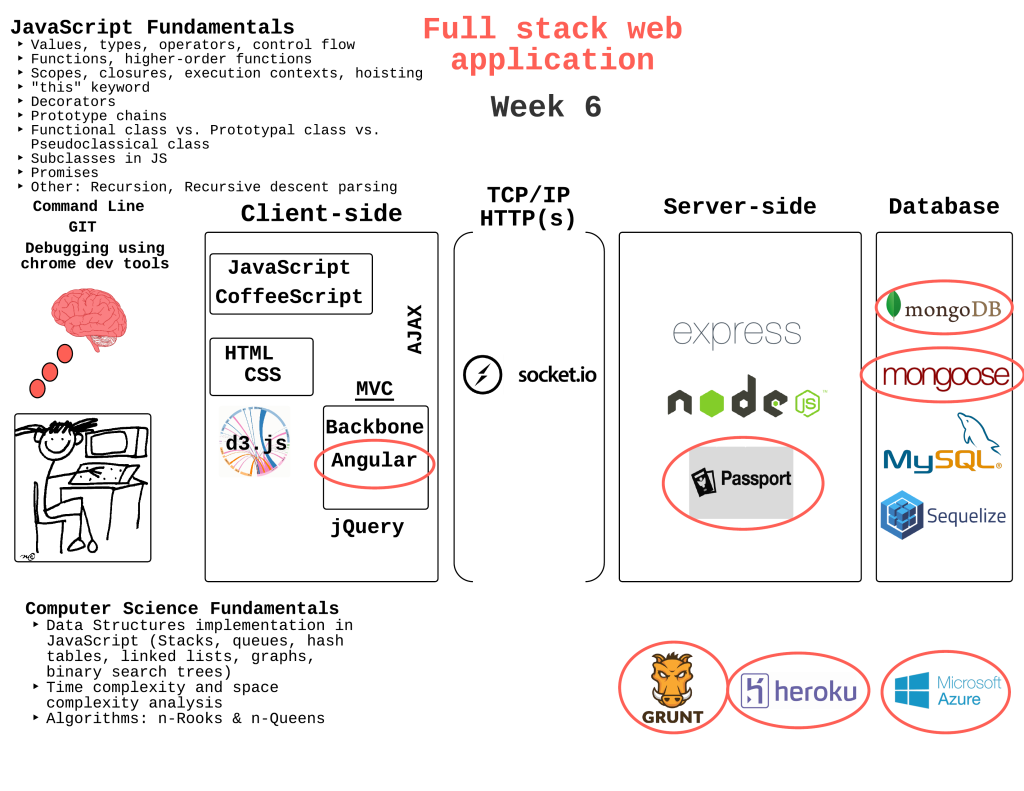 JavaScript Fundamentals
‣ Values, types, operators, control flow
‣ Functions, higher-order functions
‣ Scopes, closures, execution contexts, hoisting
‣ "this" keyword
‣ Decorators
‣ Prototype chains
‣ Functional class vs. Prototypal class vs.
Pseudoclassical class
‣ Subclasses in JS
‣ Promises
‣ Other: Recursion, Recursive descent parsing
Full stack web
application
Week 6
Command Line
GIT
Debugging using
chrome dev tools
Client-side
JavaScript
CoffeeScript
AJAX
HTML
CSS
d3.js
MVC
Backbone
Angular
jQuery
TCP/IP
HTTP(s)
socket.io
Server-side
express
node
JS
™
Passport
Database
mongoDB
mongoose
MySQL®
Sequelize
Computer Science Fundamentals
‣ Data Structures implementation in
JavaScript (Stacks, queues, hash
tables, linked lists, graphs,
binary search trees)
‣ Time complexity and space
complexity analysis
‣ Algorithms: n-Rooks & n-Queens
GRUNT
heroku
Microsoft
Azure